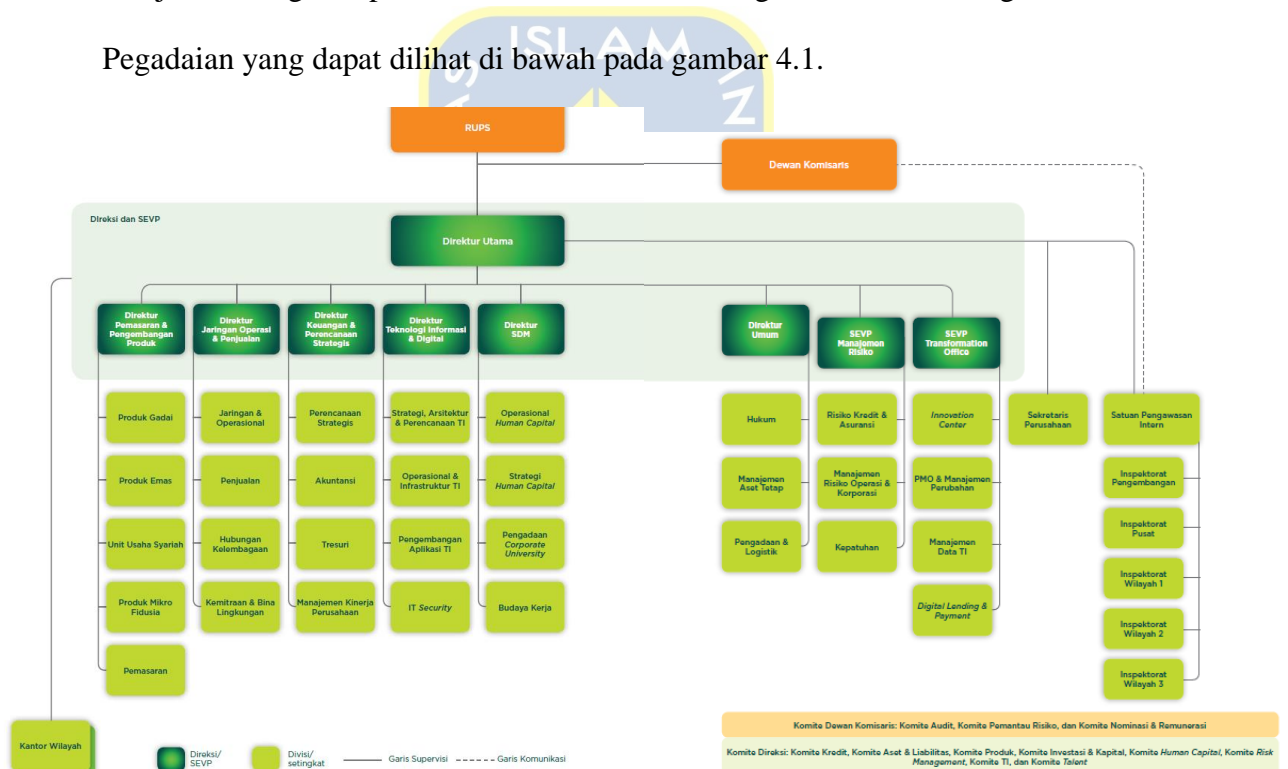 Pegadaian yang dapat dilihat di bawah pada gambar 4.1.
ISLAM
RUPS
Dewan Komisaris
Direksi dan SEVP
Direktur Utama
Direktur
Pemasaran &
Pengembangan
Produk
Direktur
Jaringan Operasi
& Penjualan
Direktur
Keuangan &
Perencanaan
Strategis
Direktur
Teknologi Informasi
& Digital
Direktur
SDM
Direktur
Umum
SEVP
Manajemen
Risiko
SEVP
Transformation
Office
Produk Gadai
Jaringan &
Operasional
Perencanaan
Strategis
Strategi, Arsitektur
& Perencanaan TI
Operasional
Human Capital
Hukum
Risiko Kredit &
Asuransi
Innovation
Center
Sekretaris
Perusahaan
Satuan Pengawasan
Intern
Produk Emas
Penjualan
Akuntansi
Operasional &
Infrastruktur TI
Strategi
Human Capital
Manajemen
Aset Tetap
Manajemen
Risiko Operasi &
Korporasi
PMO & Manajemen
Perubahan
Inspektorat
Pengembangan
Unit Usaha Syariah
Hubungan
Kelembagaan
Tresuri
Pengembangan
Aplikasi TI
Pengadaan
Corporate
University
Pengadaan &
Logistik
Kepatuhan
Manajemen
Data TI
Inspektorat
Pusat
Produk Mikro
Fidusia
Kemitraan & Bina
Lingkungan
Manajemen Kinerja
Perusahaan
IT Security
Budaya Kerja
Digital Lending &
Payment
Inspektorat
Wilayah 1
Pemasaran
Inspektorat
Wilayah 2
Inspektorat
Wilayah 3
Kantor Wilayah
Direksi/
SEVP
Divisi/
setingkat
Garis Supervisi
Garis Komunikasi
Komite Dewan Komisaris: Komite Audit, Komite Pemantau Risiko, dan Komite Nominasi & Remunerasi
Komite Direksi: Komite Kredit, Komite Aset & Liabilitas, Komite Produk, Komite Investasi & Kapital, Komite Human Capital, Komite Risk
Management, Komite TI, dan Komite Talent